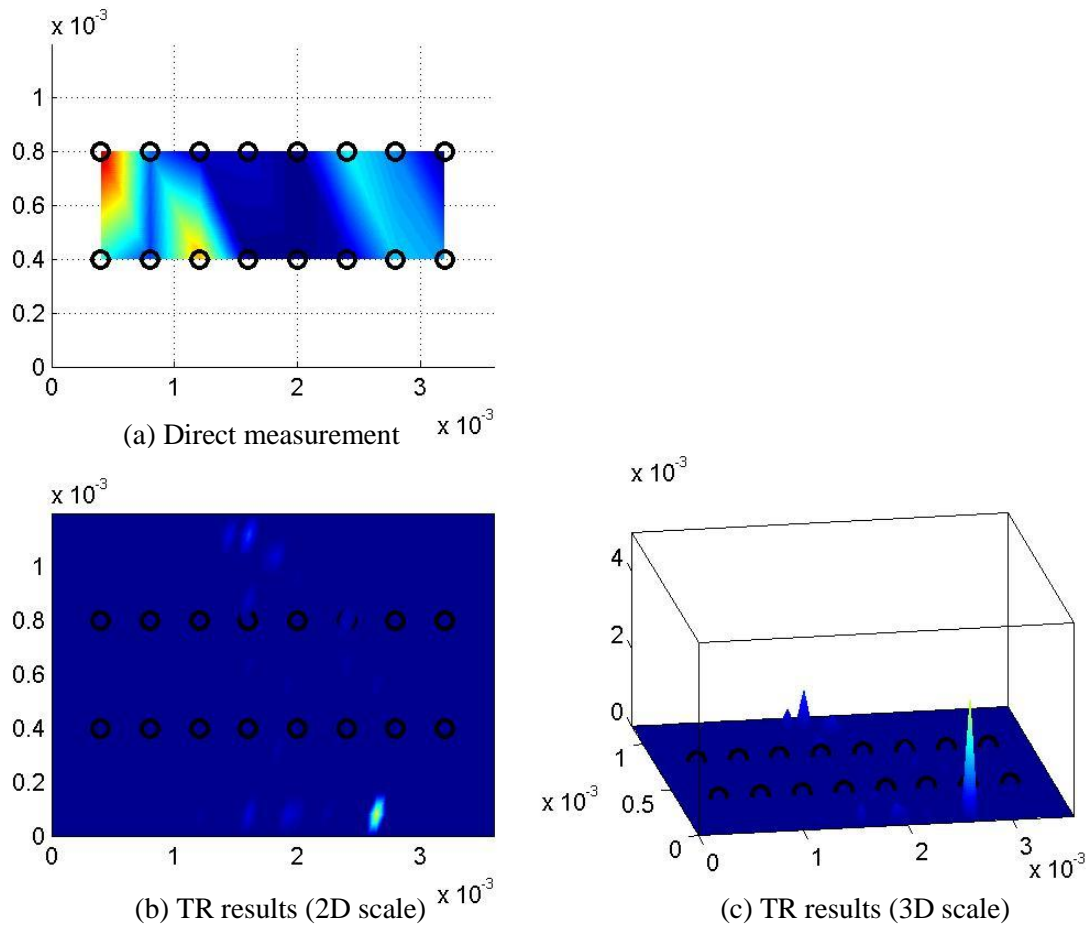 x 10-3
1
0.8
0.6
0.4
0.2
0
0 1 2 3
x 10-3
(a) Direct measurement
x 10-3
1
0.8
0.6
0.4
0.2
0
0 1 2 3
x 10-3
(b) TR results (2D scale)
x 10-3
4
2
0
1
0.5
x 10-3
0
0 1 2 3
x 10-3
(c) TR results (3D scale)